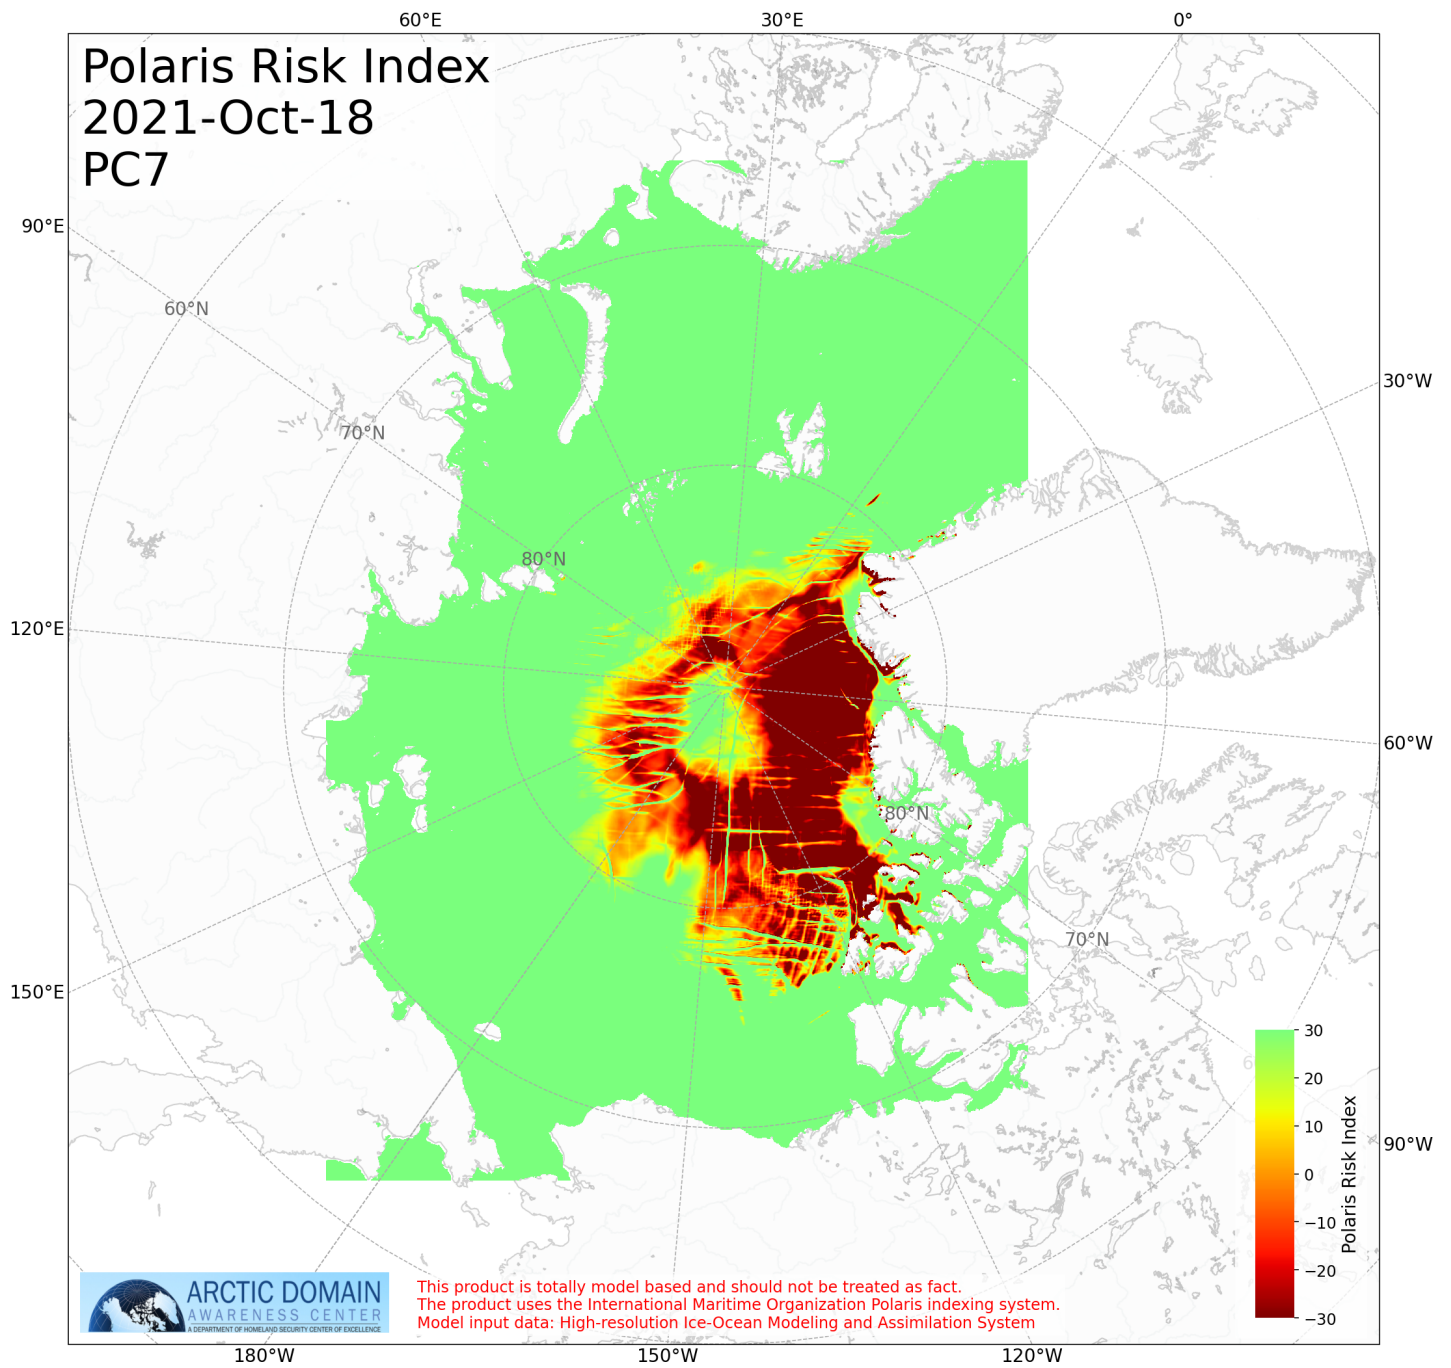 60°E 30°E 0°
Polaris Risk Index
2021-Oct-18
PC7
90°E
60°N
30°W
70°N
80°N
120°E
60°W
80°N
70°N
150°E
30
20
10
0
−10
−20
−30
Polaris Risk Index
90°W
ARCTIC DOMAIN
AWARENESS CENTER
A DEPARTMENT OF HOMELAND SECURITY CENTER OF EXCELLENCE
This product is totally model based and should not be treated as fact.
The product uses the International Maritime Organization Polaris indexing system.
Model input data: High-resolution Ice-Ocean Modeling and Assimilation System
180°W 150°W 120°W